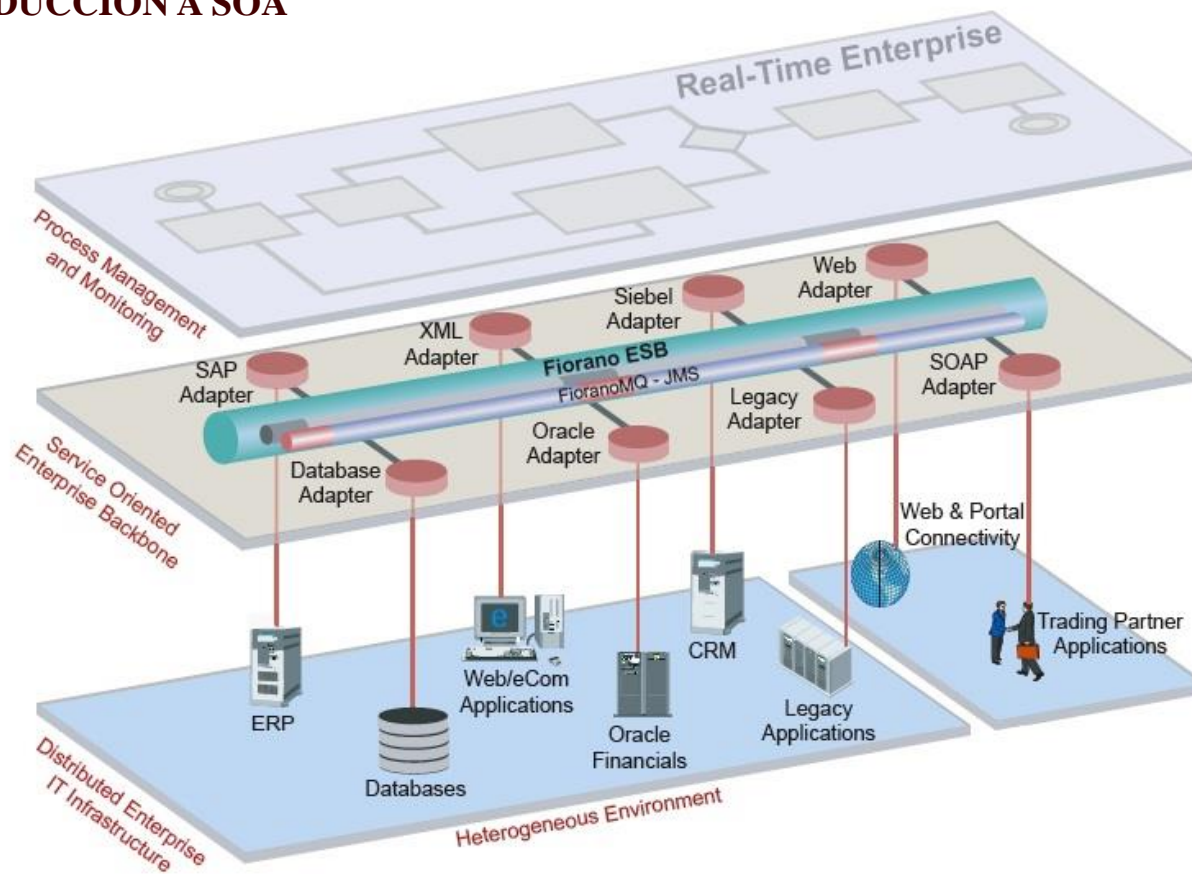 DUCCIÓN A SOA
Real-Time Enterprise
Process Management
and Monitoring
Web
Adapter
Siebel
Adapter
XML
Adapter
SAP
Adapter
Fiorano ESB
FioranoMQ - JMS
SOAP
Adapter
Legacy
Adapter
Oracle
Adapter
Database
Adapter
Service Oriented
Enterprise Backbone
Web & Portal
Connectivity
Trading Partner
Applications
CRM
Web/eCom
Applications
ERP
Legacy
Applications
Oracle
Financials
Databases
Distributed Enterprise
IT Infrastructure
Heterogeneous Environment